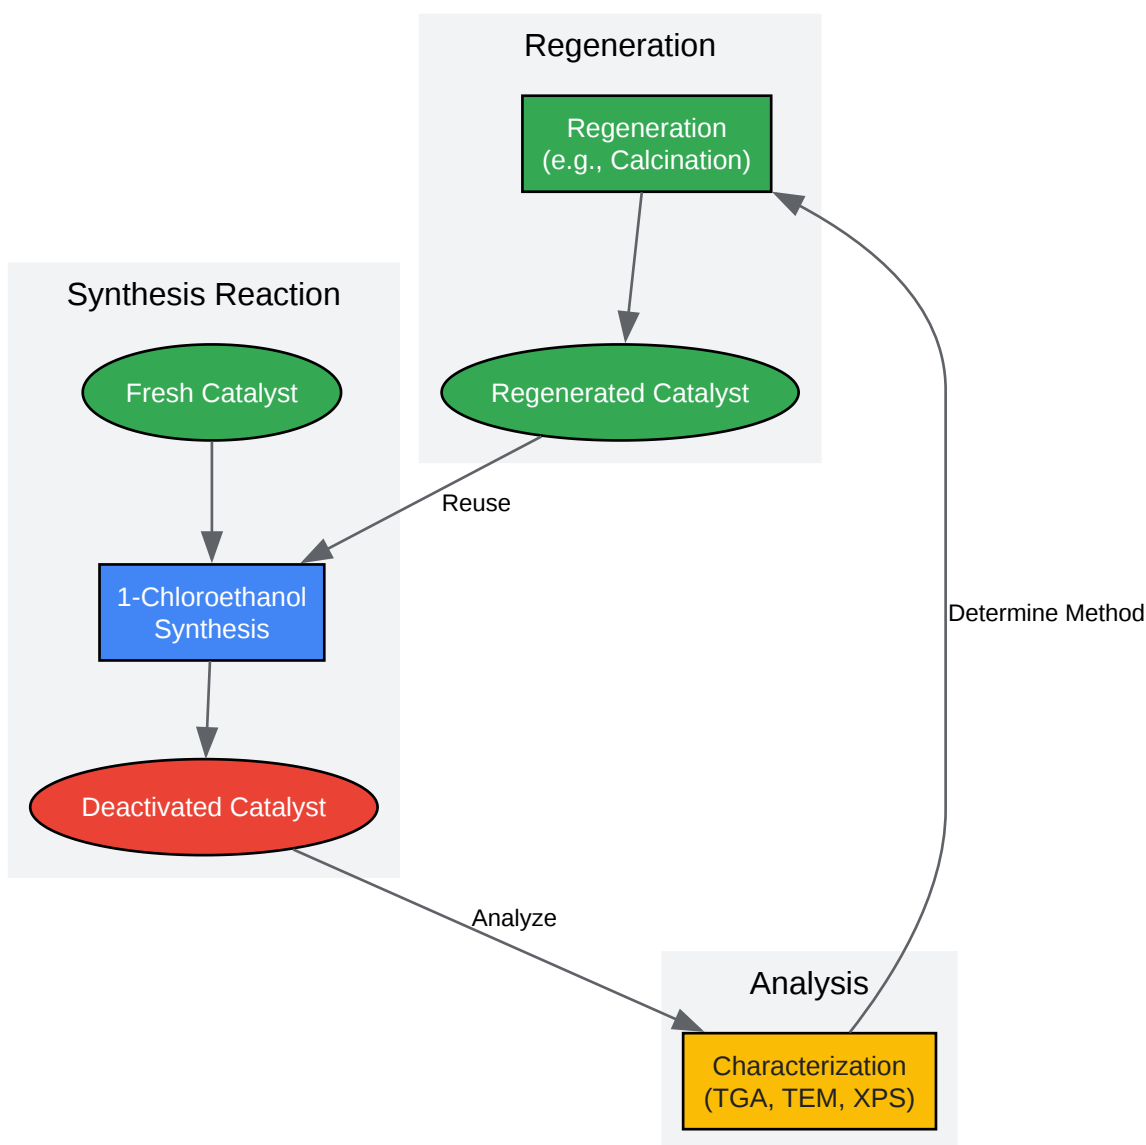 Regeneration
Regeneration
(e.g., Calcination)
Synthesis Reaction
Fresh Catalyst
Regenerated Catalyst
Reuse
1-Chloroethanol
Synthesis
Determine Method
Deactivated Catalyst
Analyze
Analysis
Characterization
(TGA, TEM, XPS)